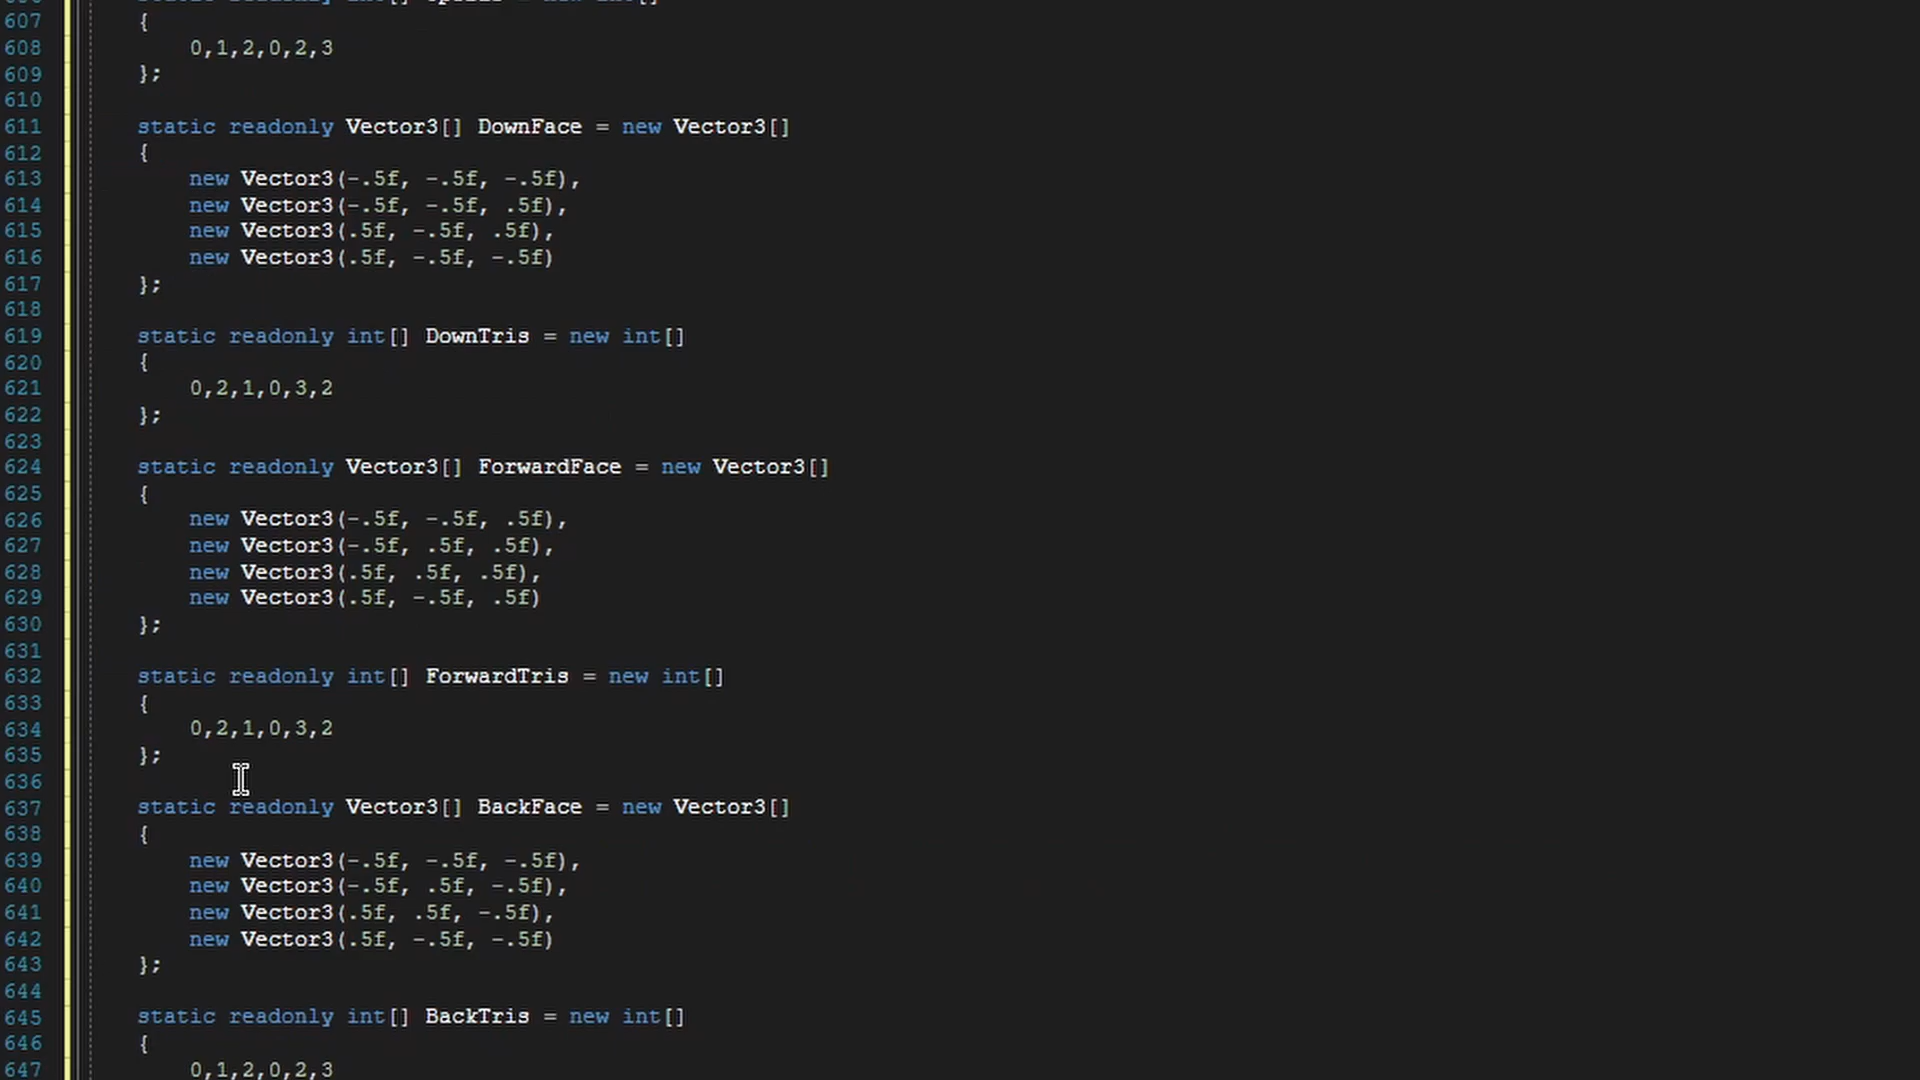 607 {
608 0,1,2,0,2,3
609 };
610
611 static readonly Vector3[] DownFace = new Vector3[]
612 {
613 new Vector3(-.5f, -.5f, -.5f),
614 new Vector3(-.5f, -.5f, .5f),
615 new Vector3(.5f, -.5f, .5f),
616 new Vector3(.5f, -.5f, -.5f)
617 };
618
619 static readonly int[] DownTris = new int[]
620 {
621 0,2,1,0,3,2
622 };
623
624 static readonly Vector3[] ForwardFace = new Vector3[]
625 {
626 new Vector3(-.5f, -.5f, .5f),
627 new Vector3(-.5f, .5f, .5f),
628 new Vector3(.5f, .5f, .5f),
629 new Vector3(.5f, -.5f, .5f)
630 };
631
632 static readonly int[] ForwardTris = new int[]
633 {
634 0,2,1,0,3,2
635 };
636
637 static readonly Vector3[] BackFace = new Vector3[]
638 {
639 new Vector3(-.5f, -.5f, -.5f),
640 new Vector3(-.5f, .5f, -.5f),
641 new Vector3(.5f, .5f, -.5f),
642 new Vector3(.5f, -.5f, -.5f)
643 };
644
645 static readonly int[] BackTris = new int[]
646 {
647 0,1,2,0,2,3